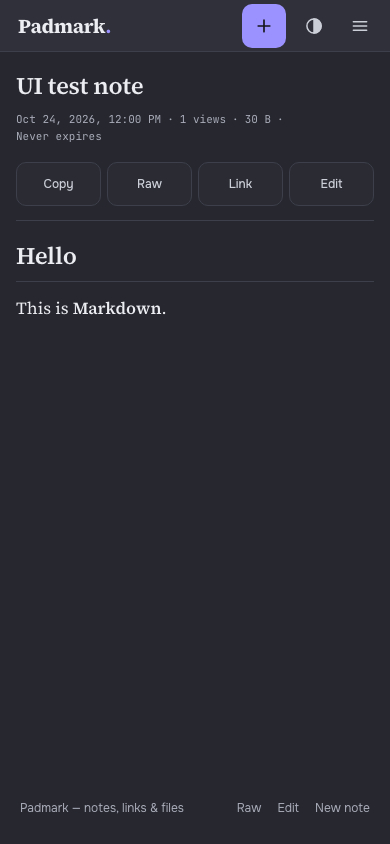 Padmark.
UI test note
Oct 24, 2026, 12:00 PM · 1 views · 30 B ·
Never expires
Copy Raw Link Edit
Hello
This is Markdown.
Padmark — notes, links & files Raw Edit New note